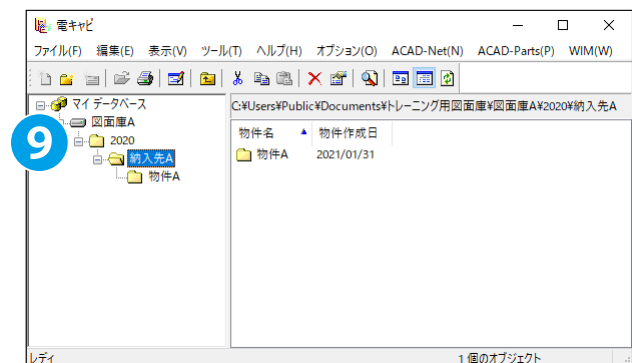 電キャビ
ファイル(F) 編集(E) 表示(V) ツール(T) ヘルプ(H) オプション(O) ACAD-Net(N) ACAD-Parts(P) WIM(W)
マイ データベース
図面庫A
2020
納入先A
物件A
9
C:¥Users¥Public¥Documents¥トレーニング用図面庫¥図面庫A¥2020¥納入先A
物件名 ▲ 物件作成日
物件A 2021/01/31
レディ 1 個のオブジェクト